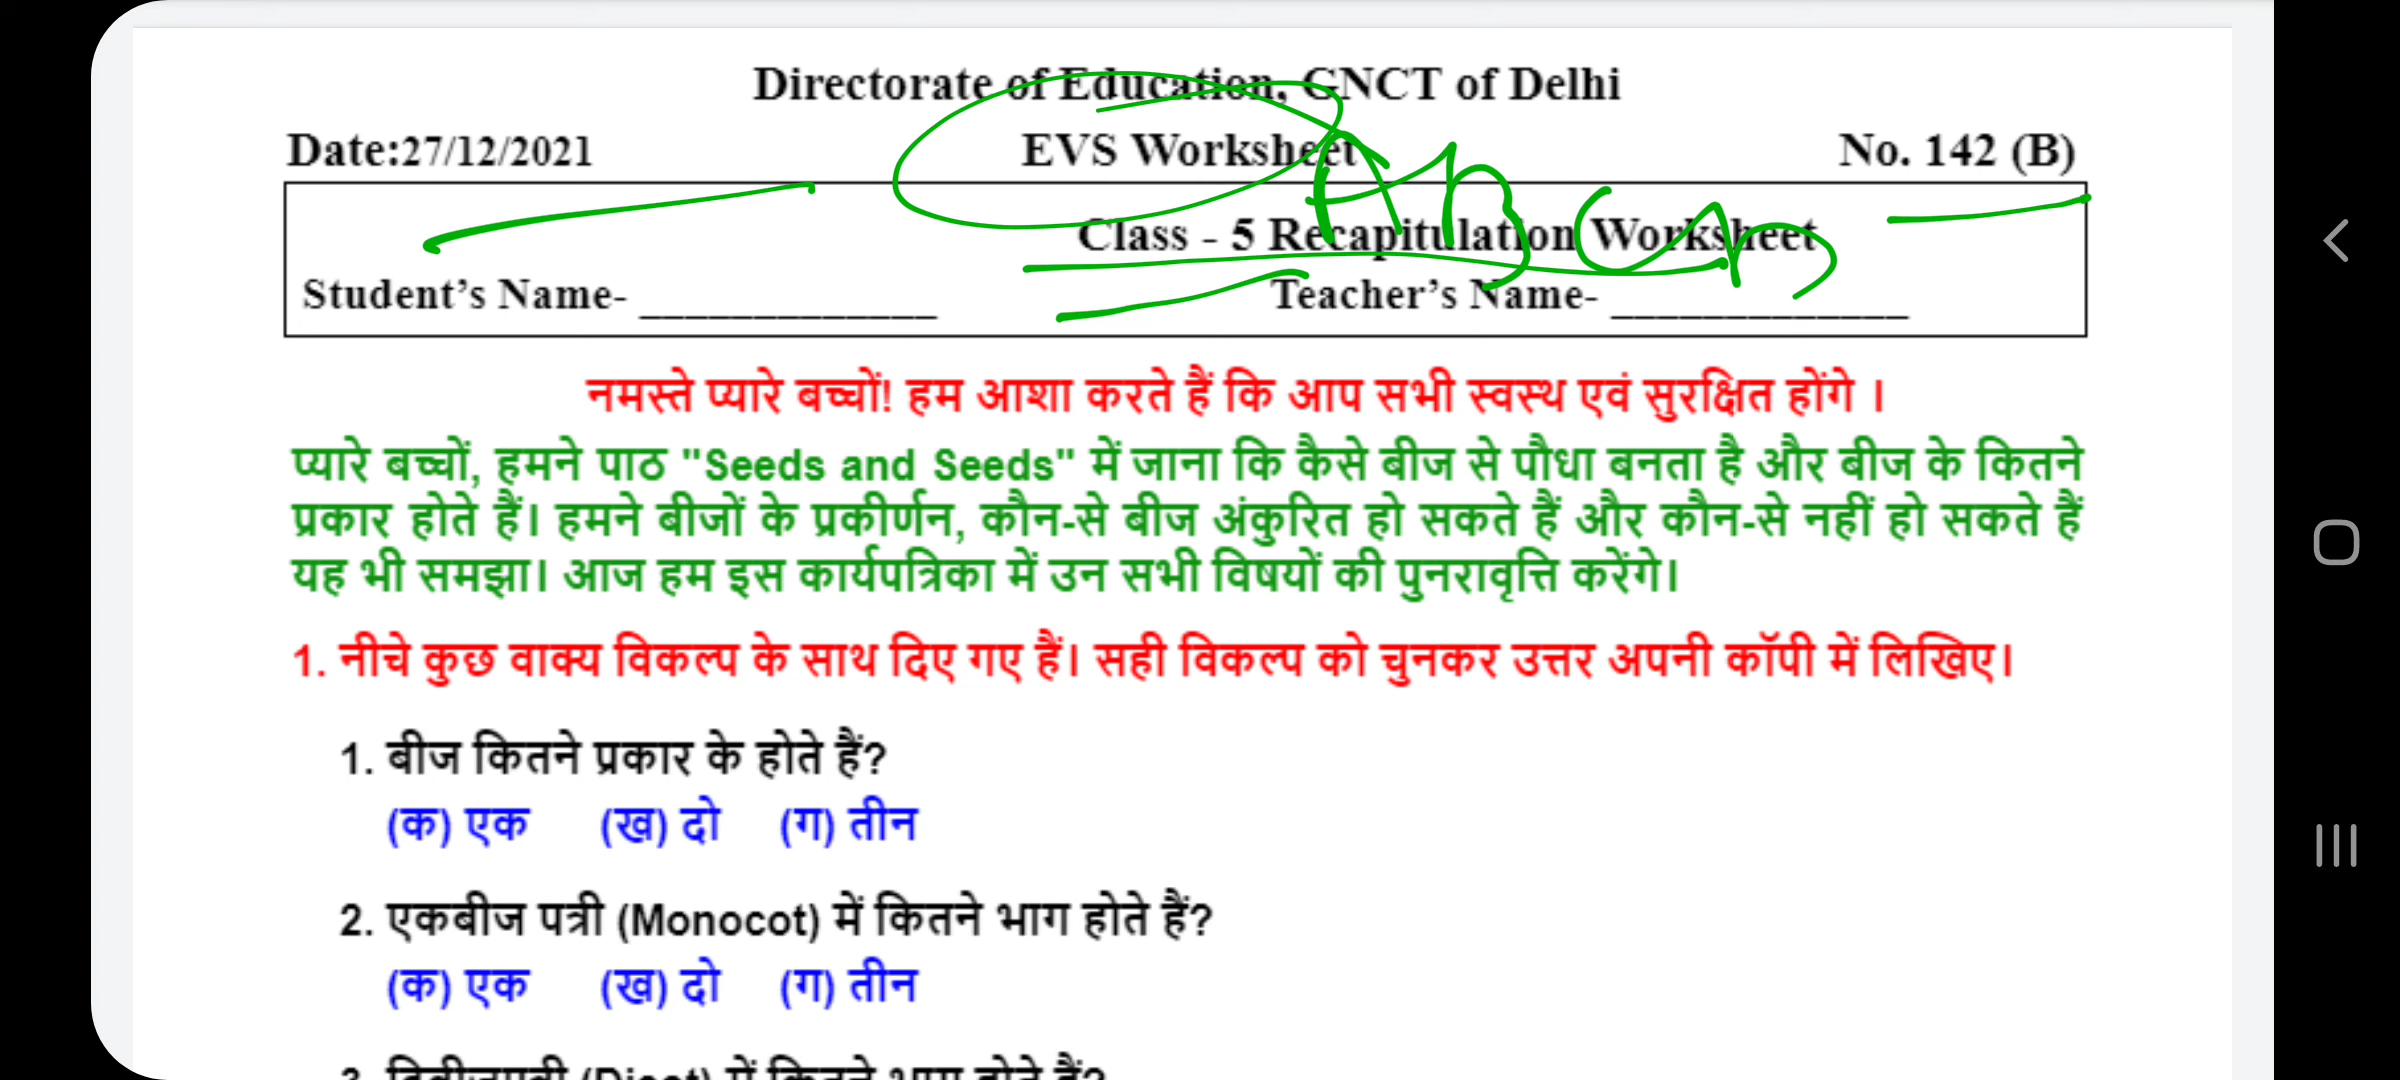 Directorate of Education, GNCT of Delhi
Date:27/12/2021 EVS Worksheet No. 142 (B)
Class - 5 Recapitulation Worksheet
Student’s Name- _____________ Teacher’s Name- _____________
नमस्ते प्यारे बच्चों! हम आशा करते हैं कि आप सभी स्वस्थ एवं सुरक्षित होंगे ।
प्यारे बच्चों, हमने पाठ "Seeds and Seeds" में जाना कि कैसे बीज से पौधा बनता है और बीज के कितने
प्रकार होते हैं। हमने बीजों के प्रकीर्णन, कौन-से बीज अंकुरित हो सकते हैं और कौन-से नहीं हो सकते हैं
यह भी समझा। आज हम इस कार्यपत्रिका में उन सभी विषयों की पुनरावृत्ति करेंगे।
1. नीचे कुछ वाक्य विकल्प के साथ दिए गए हैं। सही विकल्प को चुनकर उत्तर अपनी कॉपी में लिखिए।
1. बीज कितने प्रकार के होते हैं?
(क) एक (ख) दो (ग) तीन
2. एकबीज पत्री (Monocot) में कितने भाग होते हैं?
(क) एक (ख) दो (ग) तीन